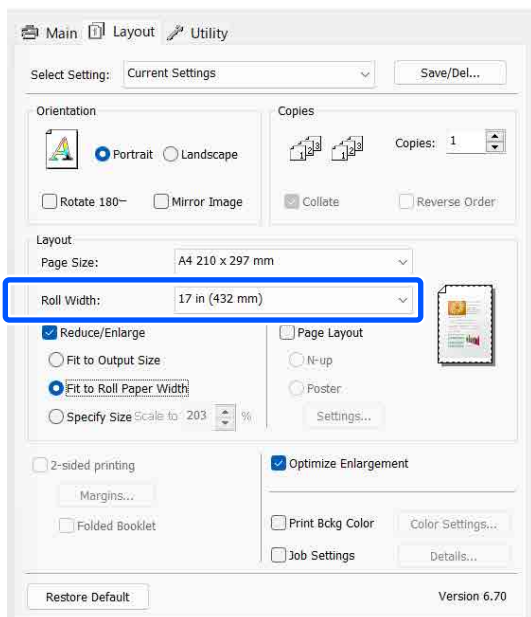 Main Layout Utility
Select Setting: Current Settings Save/Del...
Orientation
Portrait Landscape
Rotate 180~ Mirror Image
Copies
Copies: 1
Collate Reverse Order
Layout
Page Size: A4 210 x 297 mm
Roll Width: 17 in (432 mm)
Reduce/Enlarge
Fit to Output Size
Fit to Roll Paper Width
Specify Size Scale to 203 %
Page Layout
N-up
Poster
Settings...
2-sided printing
Margins...
Folded Booklet
Optimize Enlargement
Print Bckg Color Color Settings...
Job Settings Details...
Restore Default Version 6.70